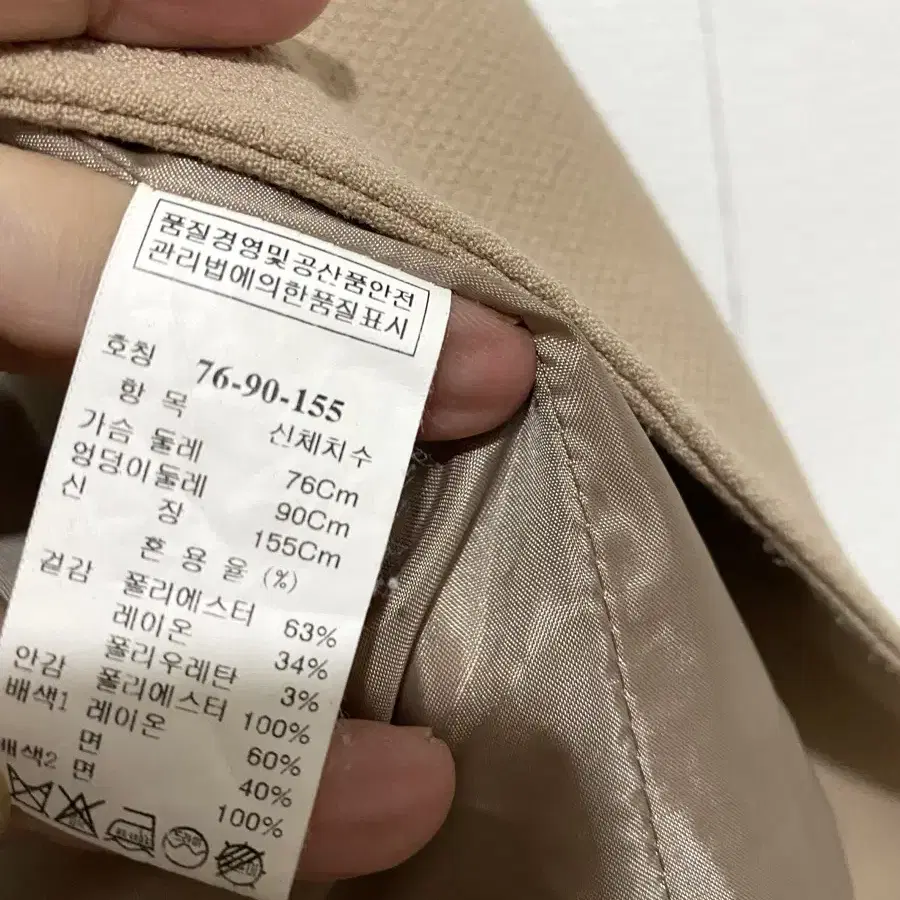 품질경영및공산품안전
관리법에의한품질표시
호칭 76-90-155
항 목 신체치수
가슴 둘레 76Cm
엉덩이둘레 90Cm
신 장 155Cm
혼 용 율 (%)
겉감 폴리에스터 63%
레이온 34%
폴리우레탄 3%
안감 폴리에스터 100%
배색1 레이온 60%
면 40%
배색2 면 100%